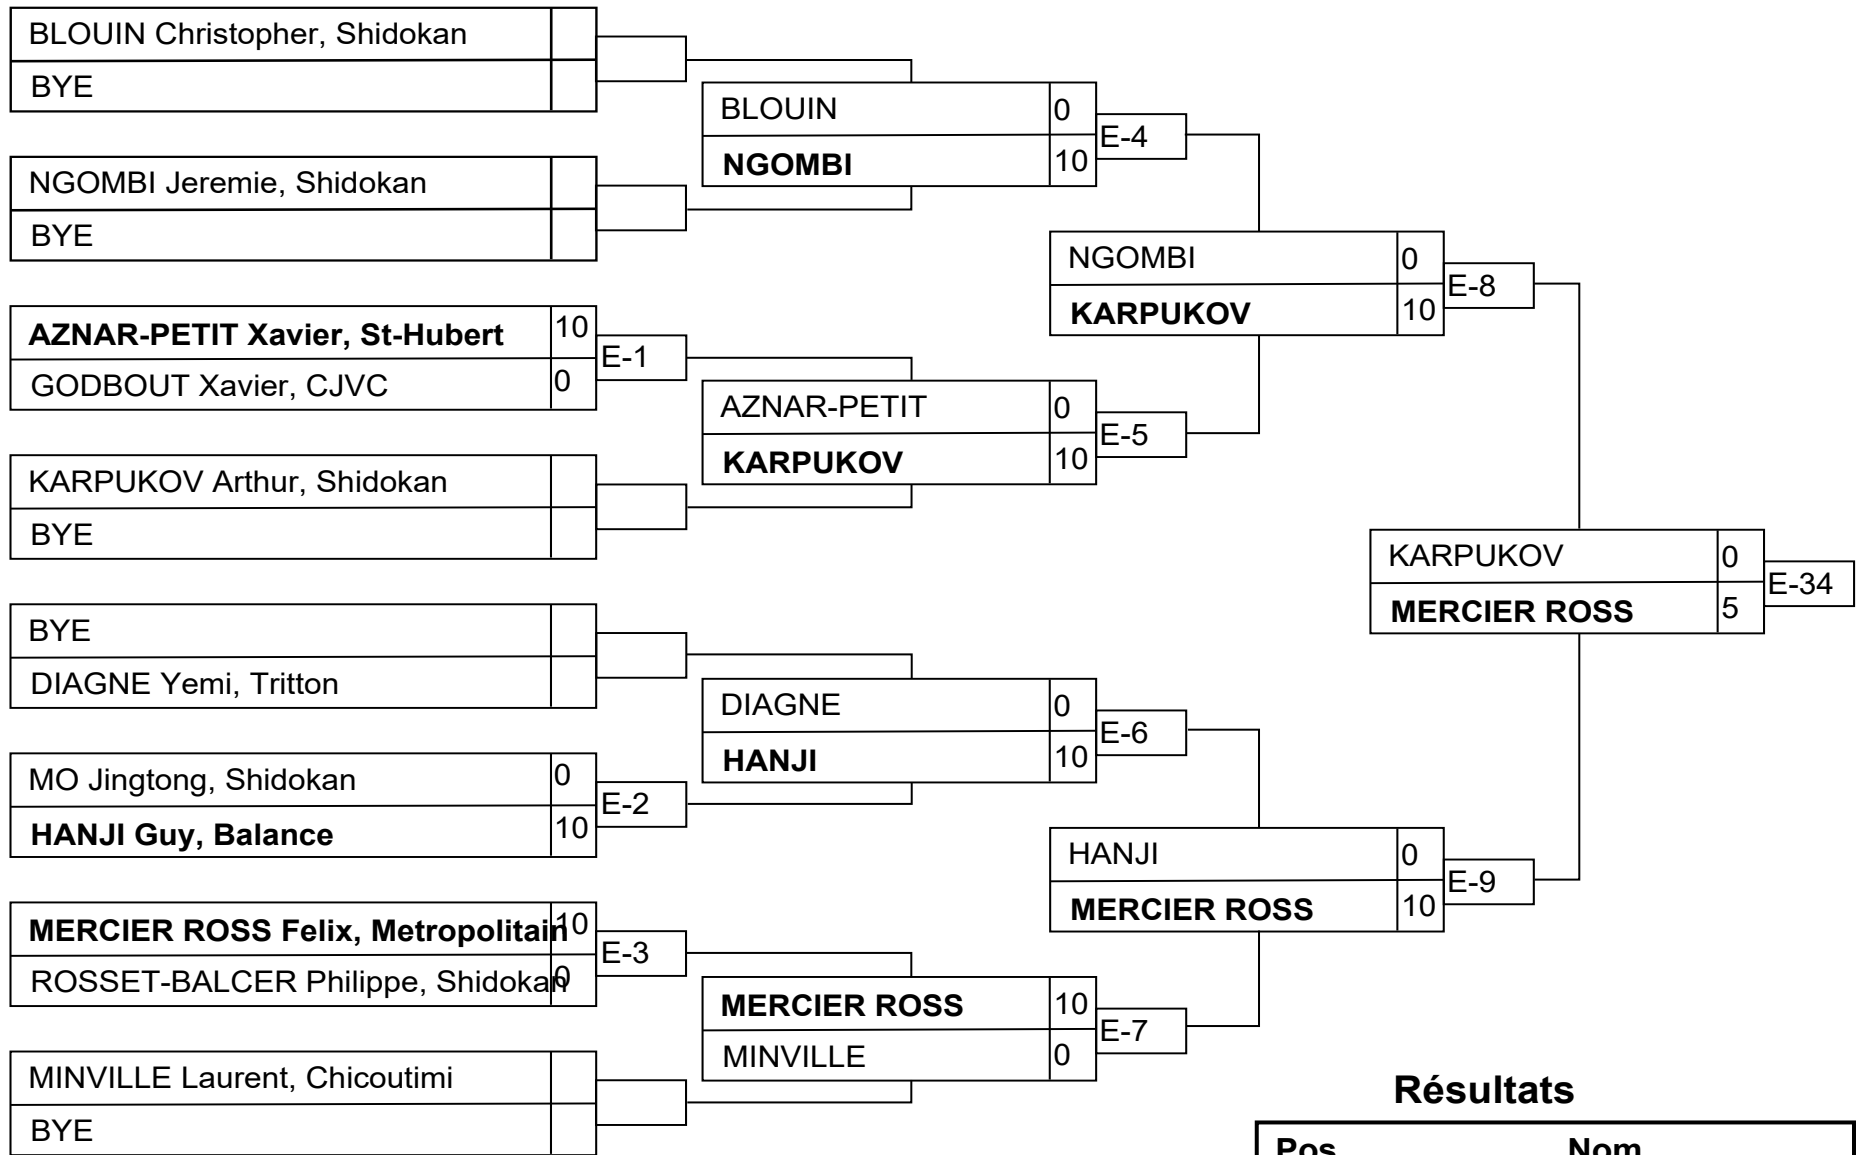 BLOUIN Christopher, Shidokan
BYE
NGOMBI Jeremie, Shidokan
BYE
AZNAR-PETIT Xavier, St-Hubert 10
E-1
GODBOUT Xavier, CJVC 0
KARPUKOV Arthur, Shidokan
BYE
BYE
DIAGNE Yemi, Tritton
MO Jingtong, Shidokan 0
E-2
HANJI Guy, Balance 10
MERCIER ROSS Felix, Metropolitain 10
E-3
ROSSET-BALCER Philippe, Shidokan 0
MINVILLE Laurent, Chicoutimi
BYE
BLOUIN 0
E-4
NGOMBI 10
AZNAR-PETIT 0
E-5
KARPUKOV 10
DIAGNE 0
E-6
HANJI 10
MERCIER ROSS 10
E-7
MINVILLE 0
NGOMBI 0
E-8
KARPUKOV 10
HANJI 0
E-9
MERCIER ROSS 10
KARPUKOV 0
E-34
MERCIER ROSS 5
Résultats
Pos Nom